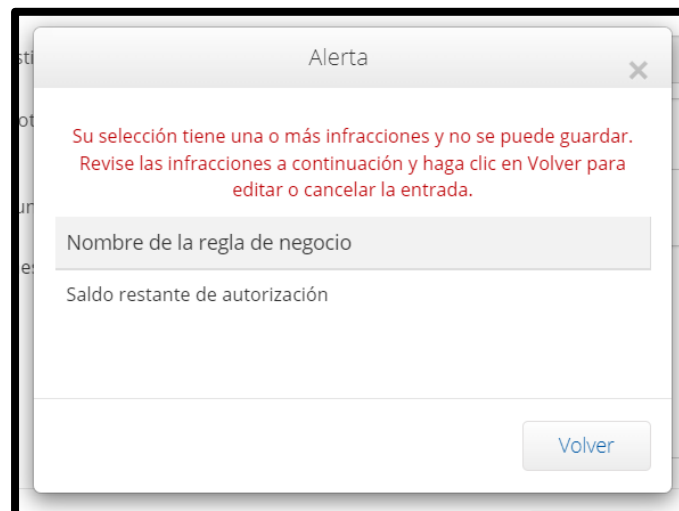 Alerta
Su selección tiene una o más infracciones y no se puede guardar.
Revise las infracciones a continuación y haga clic en Volver para
editar o cancelar la entrada.
Nombre de la regla de negocio
Saldo restante de autorización
Volver